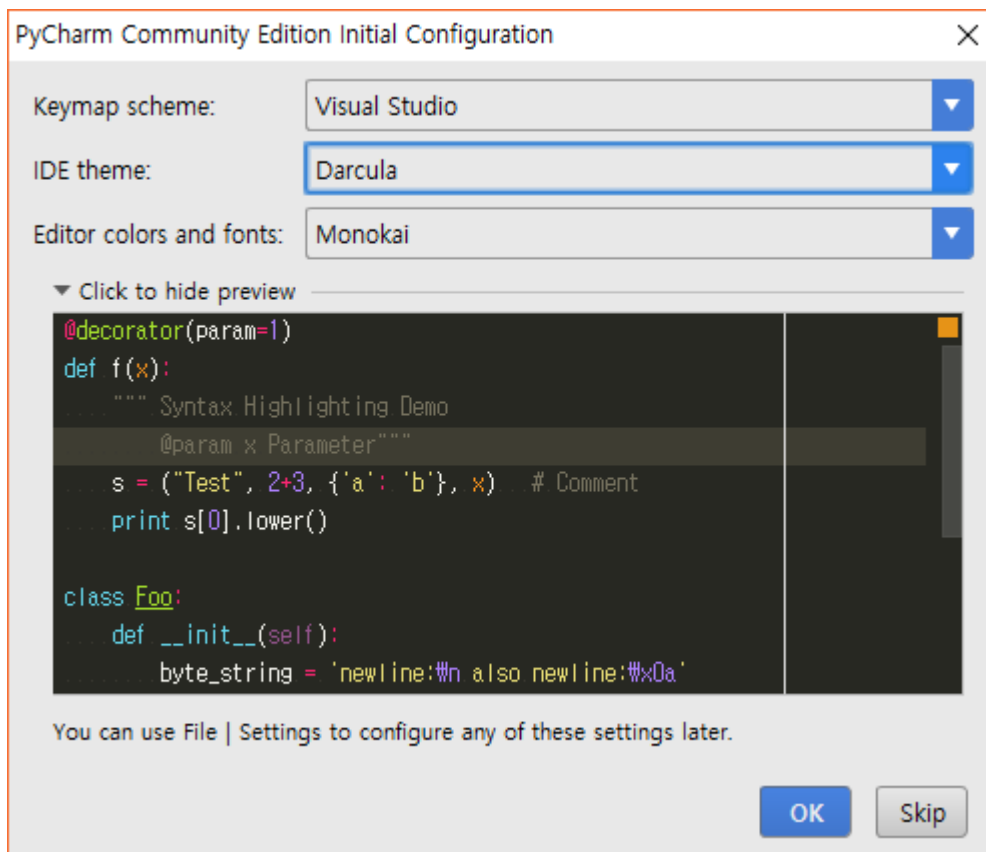 PyCharm Community Edition Initial Configuration
Keymap scheme: Visual Studio
IDE theme: Darcula
Editor colors and fonts: Monokai
Click to hide preview
@decorator(param=1)
def f(x):
    """ Syntax Highlighting Demo
        @param x Parameter"""
    s = ("Test", 2+3, {'a': 'b'}, x)   # Comment
    print s[0].lower()
class Foo:
    def __init__(self):
        byte_string = 'newline:₩n also newline:₩x0a'
You can use File | Settings to configure any of these settings later.
OK Skip